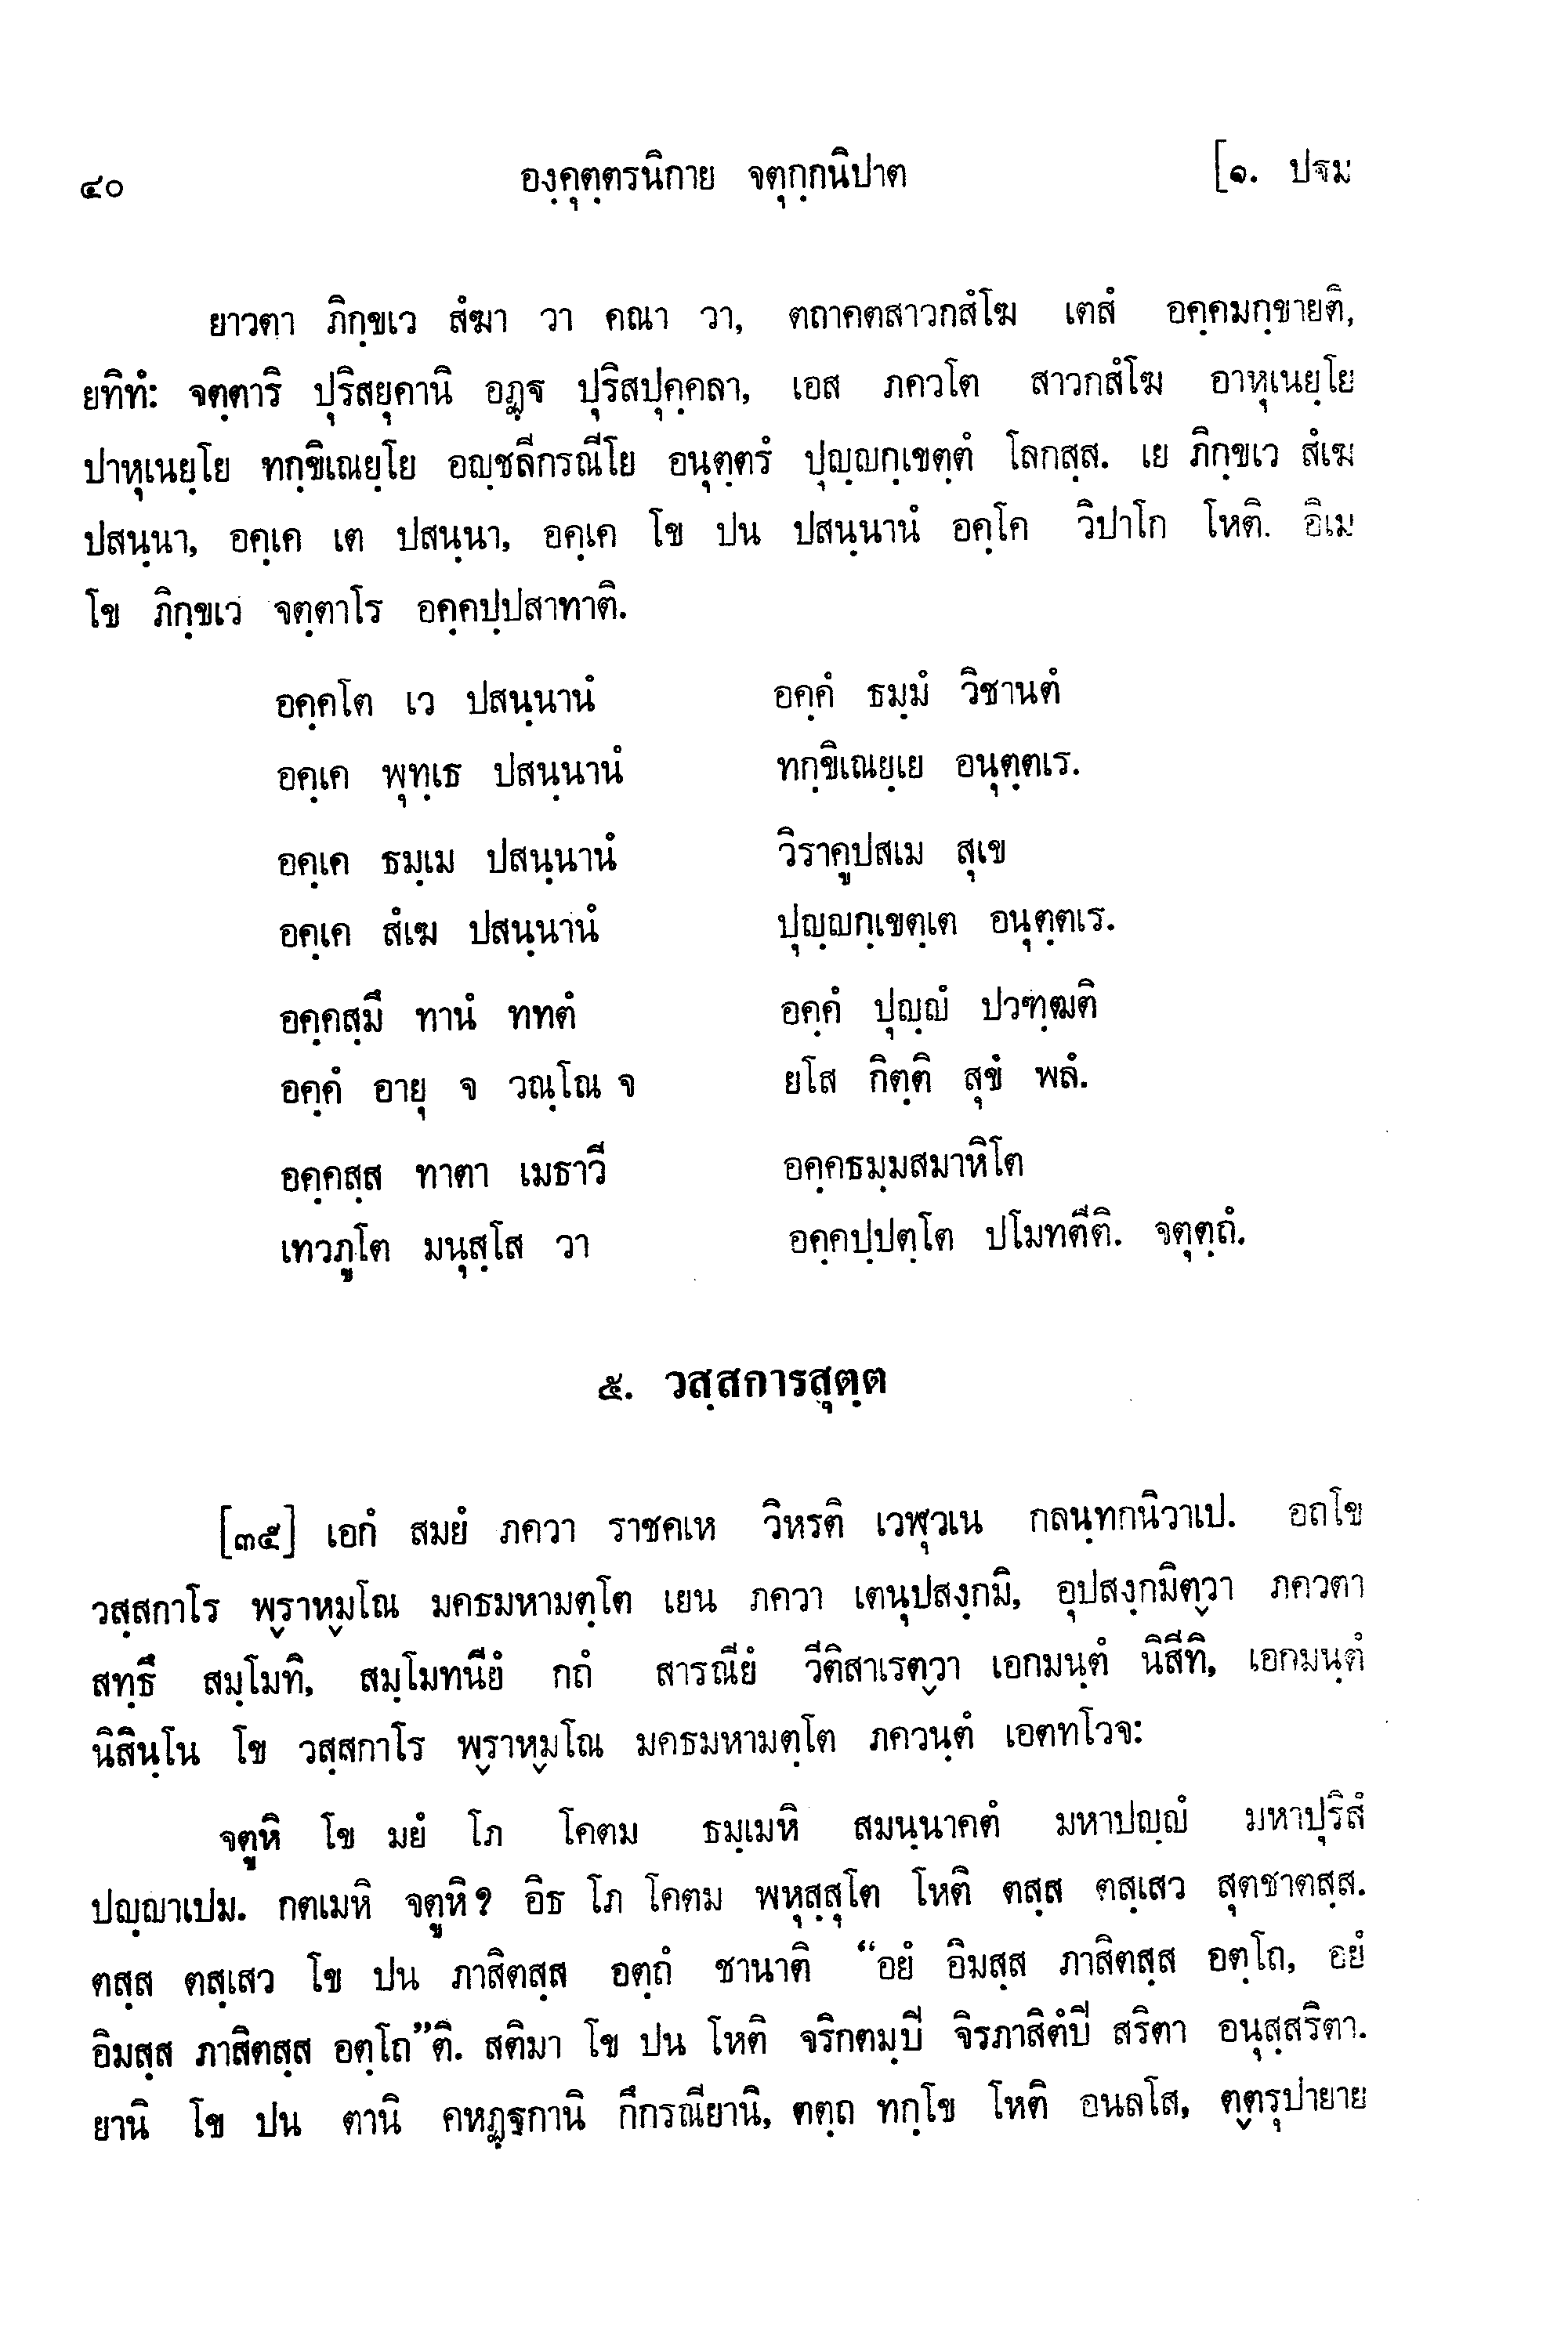 ๔๐ องฺคุตฺตรนิกาย จตุกฺกนิปาต [๑. ปฐม
ยาวตา ภิกฺขเว สํฆา วา คณา วา, ตถาคตสาวกสํโฆ เตสํ อคฺคมกฺขายติ,
ยทิทํ: จตฺตาริ ปุริสยุคานิ อฏฺฐ ปุริสปุคฺคลา, เอส ภควโต สาวกสํโฆ อาหุเนยฺโย
ปาหุเนยฺโย ทกฺขิเณยฺโย อญฺชลีกรณีโย อนุตฺตรํ ปุญฺญกฺเขตฺตํ โลกสฺส. เย ภิกฺขเว สํเฆ
ปสนฺนา, อคฺเค เต ปสนฺนา, อคฺเค โข ปน ปสนฺนานํ อคฺโค วิปาโก โหติ. อิเม
โข ภิกฺขเว จตฺตาโร อคฺคปฺปสาทาติ.
อคฺคโต เว ปสนฺนานํ อคฺคํ ธมฺมํ วิชานตํ
อคฺเค พุทฺเธ ปสนฺนานํ ทกฺขิเณยฺเย อนุตฺตเร.
อคฺเค ธมฺเม ปสนฺนานํ วิราคูปสเม สุเข
อคฺเค สํเฆ ปสนฺนานํ ปุญฺญกฺเขตฺเต อนุตฺตเร.
อคฺคสฺมึ ทานํ ททตํ อคฺคํ ปุญฺญํ ปวฑฺฒติ
อคฺคํ อายุ จ วณฺโณ จ ยโส กิตฺติ สุขํ พลํ.
อคฺคสฺส ทาตา เมธาวี อคฺคธมฺมสมาหิโต
เทวภูโต มนุสฺโส วา อคฺคปฺปตฺโต ปโมทตีติ. จตุตฺถํ.
๕. วสฺสการสุตฺต
[๓๕] เอกํ สมยํ ภควา ราชคเห วิหรติ เวฬุวเน กลนฺทกนิวาเป. อถโข
วสฺสกาโร พฺราหฺมโณ มคธมหามตฺโต เยน ภควา เตนุปสงฺกมิ, อุปสงฺกมิตฺวา ภควตา
สทฺธึ สมฺโมทิ, สมฺโมทนียํ กถํ สารณียํ วีติสาเรตฺวา เอกมนฺตํ นิสีทิ, เอกมนฺตํ
นิสินฺโน โข วสฺสกาโร พฺราหฺมโณ มคธมหามตฺโต ภควนฺตํ เอตทโวจ:
จตูหิ โข มยํ โภ โคตม ธมฺเมหิ สมนฺนาคตํ มหาปญฺญํ มหาปุริสํ
ปญฺญาเปม. กตเมหิ จตูหิ? อิธ โภ โคตม พหุสฺสุโต โหติ ตสฺส ตสฺเสว สุตชาตสฺส.
ตสฺส ตสฺเสว โข ปน ภาสิตสฺส อตฺถํ ชานาติ “อยํ อิมสฺส ภาสิตสฺส อตฺโถ, อยํ
อิมสฺส ภาสิตสฺส อตฺโถ”ติ. สติมา โข ปน โหติ จริกตมฺปี จิรภาสิตํปี สริตา อนุสฺสริตา.
ยานิ โข ปน ตานิ คหฏฺฐกานิ กึกรณียานิ, ตตฺถ ทกฺโข โหติ อนลโส, ตตฺรุปายาย